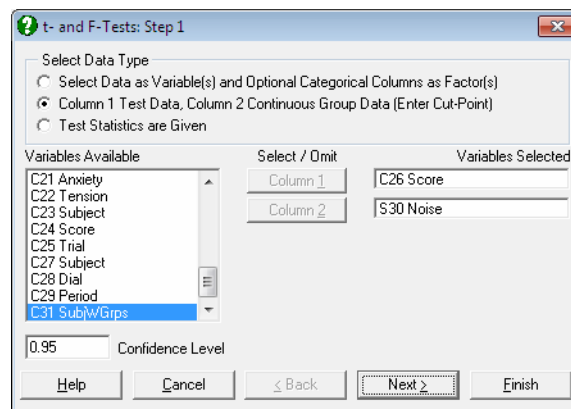 t- and F-Tests: Step 1
Select Data Type
Select Data as Variable(s) and Optional Categorical Columns as Factor(s)
Column 1 Test Data, Column 2 Continuous Group Data (Enter Cut-Point)
Test Statistics are Given
Variables Available Select / Omit Variables Selected
C21 Anxiety
C22 Tension
C23 Subject
C24 Score
C25 Trial
C27 Subject
C28 Dial
C29 Period
C31 SubjWGrps
Column 1
Column 2
C26 Score
S30 Noise
0.95 Confidence Level
Help Cancel < Back Next > Finish